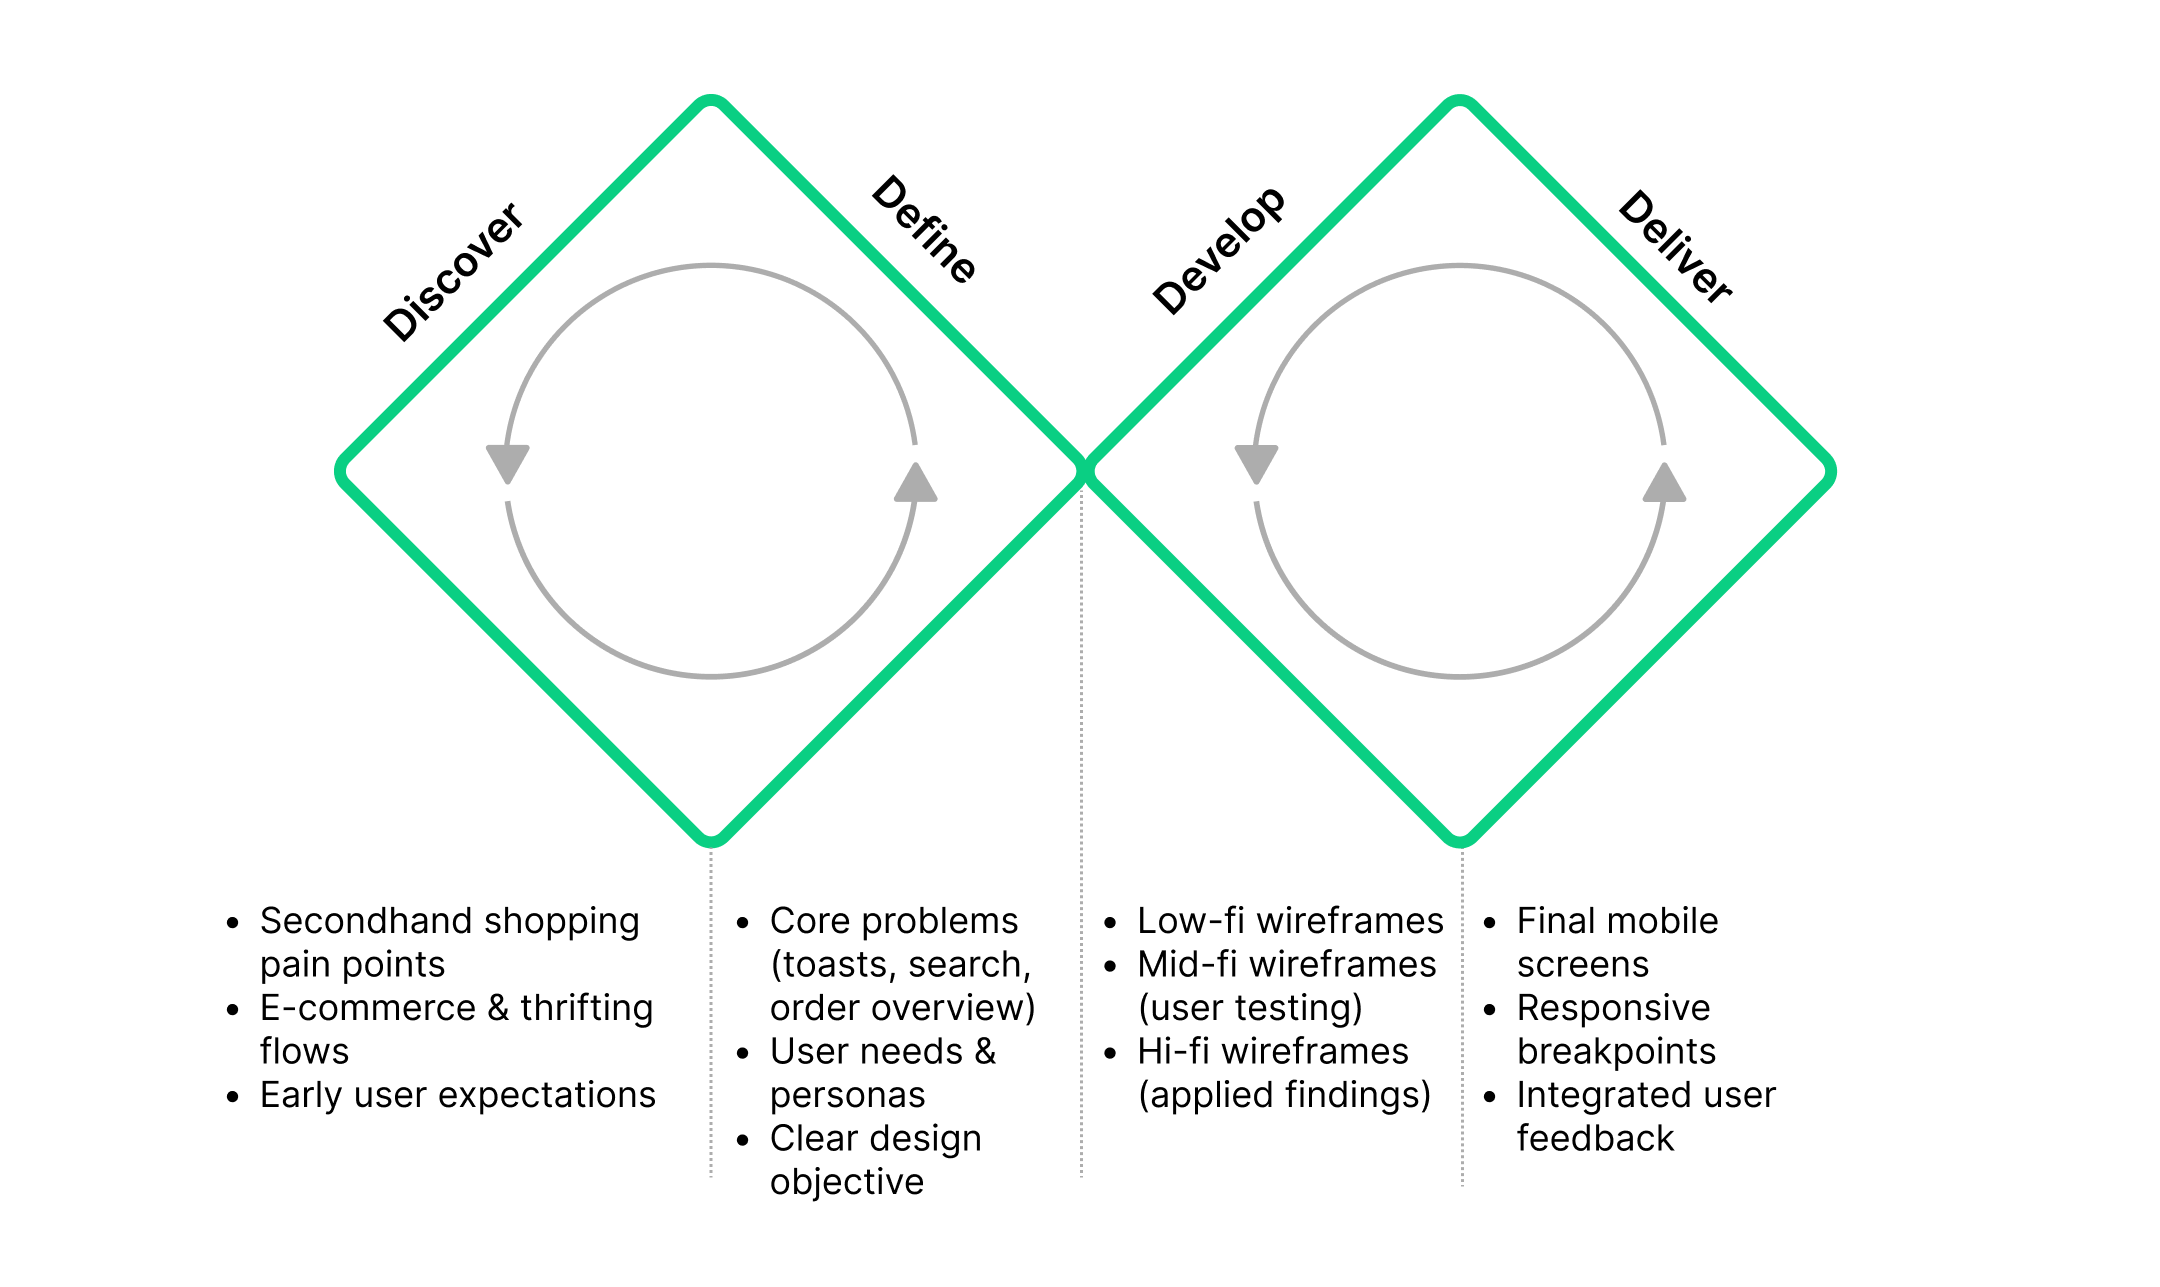 Discover
Define
Develop
Deliver
• Secondhand shopping
pain points
• E-commerce & thrifting
flows
• Early user expectations
• Core problems
(toasts, search,
order overview)
• User needs &
personas
• Clear design
objective
• Low-fi wireframes
• Mid-fi wireframes
(user testing)
• Hi-fi wireframes
(applied findings)
• Final mobile
screens
• Responsive
breakpoints
• Integrated user
feedback